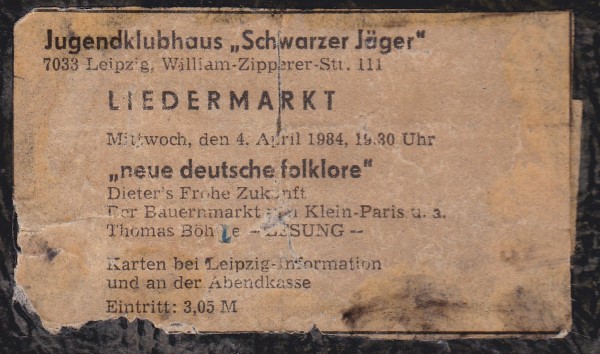 Jugendklubhaus „Schwarzer Jäger"
7033 Leipzig, William-Zipperer-Stt. 111
LIEDERMARKT
Mittwoch, den 4. April 1984, 19.30 Uhr
„neue deutsche folklore"
Dieter's Frohe Zukunft
Der Bauernmarkt von Klein-Paris u. a.
Thomas -- LESUNG --
Karten bei Leipzig-Information
und an der Abendkasse
Eintritt: 3,05 M